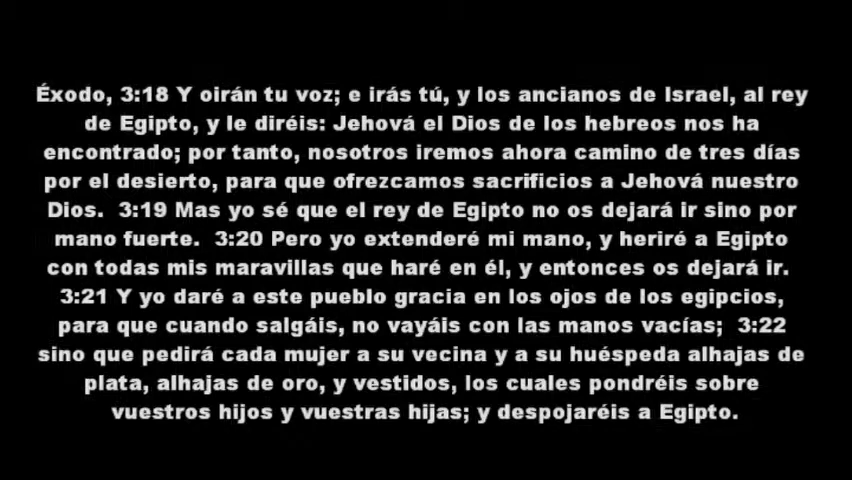 Éxodo, 3:18 Y oirán tu voz; e irás tú, y los ancianos de Israel, al rey
de Egipto, y le diréis: Jehová el Dios de los hebreos nos ha
encontrado; por tanto, nosotros iremos ahora camino de tres días
por el desierto, para que ofrezcamos sacrificios a Jehová nuestro
Dios.  3:19 Mas yo sé que el rey de Egipto no os dejará ir sino por
mano fuerte.  3:20 Pero yo extenderé mi mano, y heriré a Egipto
con todas mis maravillas que haré en él, y entonces os dejará ir.
3:21 Y yo daré a este pueblo gracia en los ojos de los egipcios,
para que cuando salgáis, no vayáis con las manos vacías;  3:22
sino que pedirá cada mujer a su vecina y a su huéspeda alhajas de
plata, alhajas de oro, y vestidos, los cuales pondréis sobre
vuestros hijos y vuestras hijas; y despojaréis a Egipto.